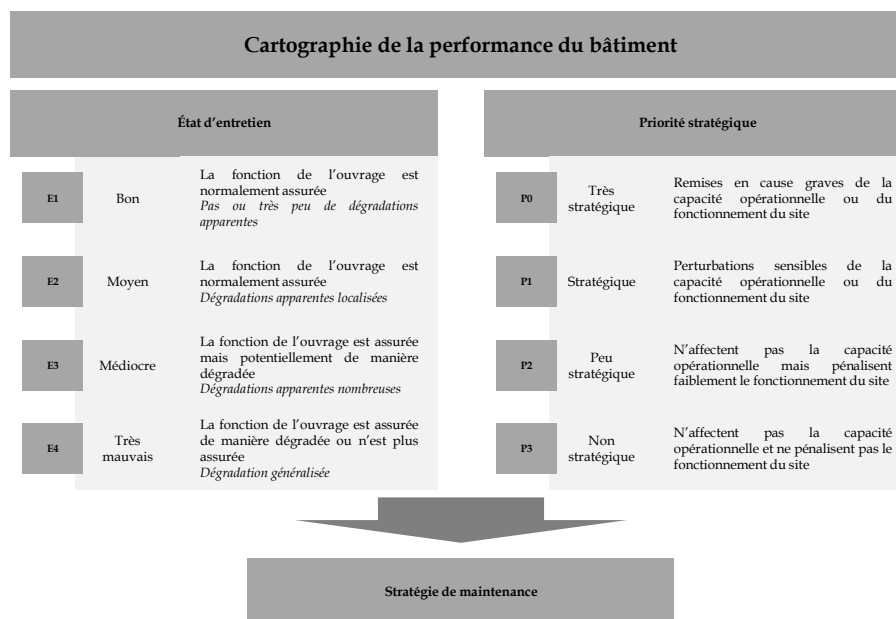 Cartographie de la performance du bâtiment
État d'entretien
E1
Bon
La fonction de l'ouvrage est
normalement assurée
Pas ou très peu de dégradations
apparentes
E2
Moyen
La fonction de l'ouvrage est
normalement assurée
Dégradations apparentes localisées
E3
Médiocre
La fonction de l'ouvrage est assurée
mais potentiellement de manière
dégradée
Dégradations apparentes nombreuses
E4
Très
mauvais
La fonction de l'ouvrage est assurée
de manière dégradée ou n'est plus
assurée
Dégradation généralisée
Priorité stratégique
P0
Très
stratégique
Remises en cause graves de la
capacité opérationnelle ou du
fonctionnement du site
P1
Stratégique
Perturbations sensibles de la
capacité opérationnelle ou du
fonctionnement du site
P2
Peu
stratégique
N'affectent pas la capacité
opérationnelle mais pénalisent
faiblement le fonctionnement du site
P3
Non
stratégique
N'affectent pas la capacité
opérationnelle et ne pénalisent pas le
fonctionnement du site
Stratégie de maintenance